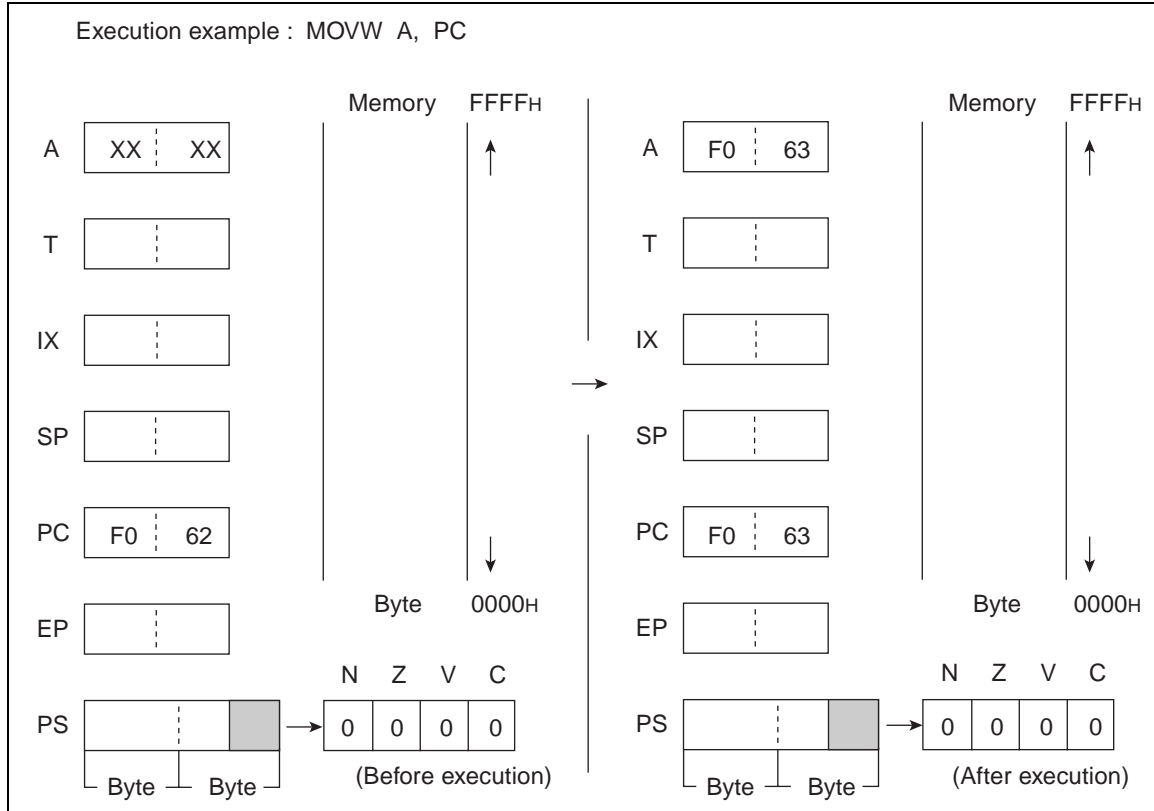 Execution example : MOVW A, PC
Memory FFFFH
A XX XX
T
IX
SP
PC F0 62
EP
Byte 0000H
N Z V C
PS 0 0 0 0
Byte Byte
(Before execution)
Memory FFFFH
A F0 63
T
IX
SP
PC F0 63
EP
Byte 0000H
N Z V C
PS 0 0 0 0
Byte Byte
(After execution)